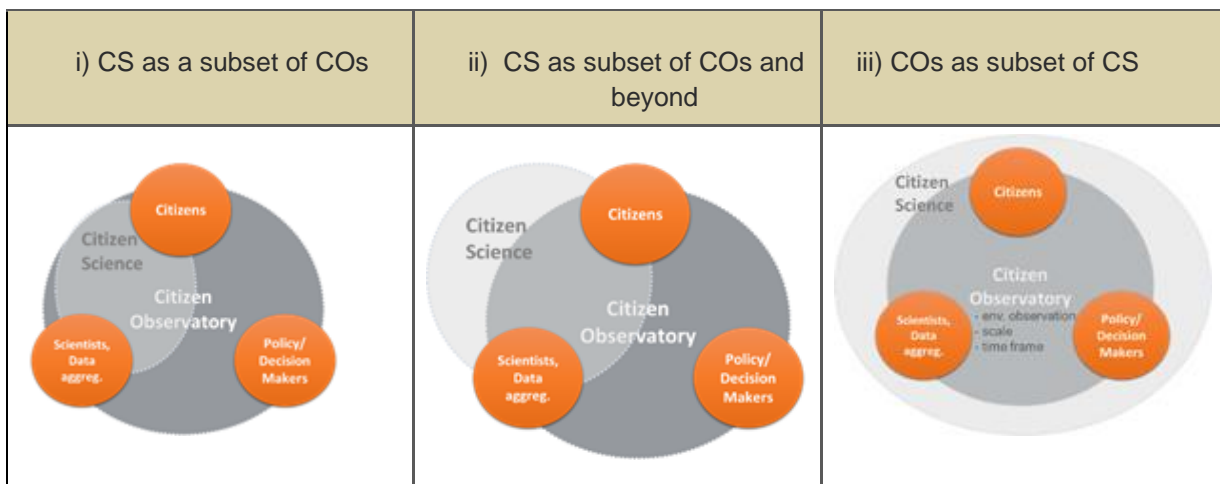 i) CS as a subset of COs
ii) CS as subset of COs and
beyond
iii) COs as subset of CS
Citizens
Citizen
Science
Citizen
Observatory
Scientists,
Data
aggreg.
Policy/
Decision
Makers
Citizens
Citizen
Science
Citizen
Observatory
Scientists,
Data
aggreg.
Policy/
Decision
Makers
Citizen
Science
Citizens
Citizen
Observatory
- env. observation
- scale
- time frame
Scientists,
Data
aggreg.
Policy/
Decision
Makers